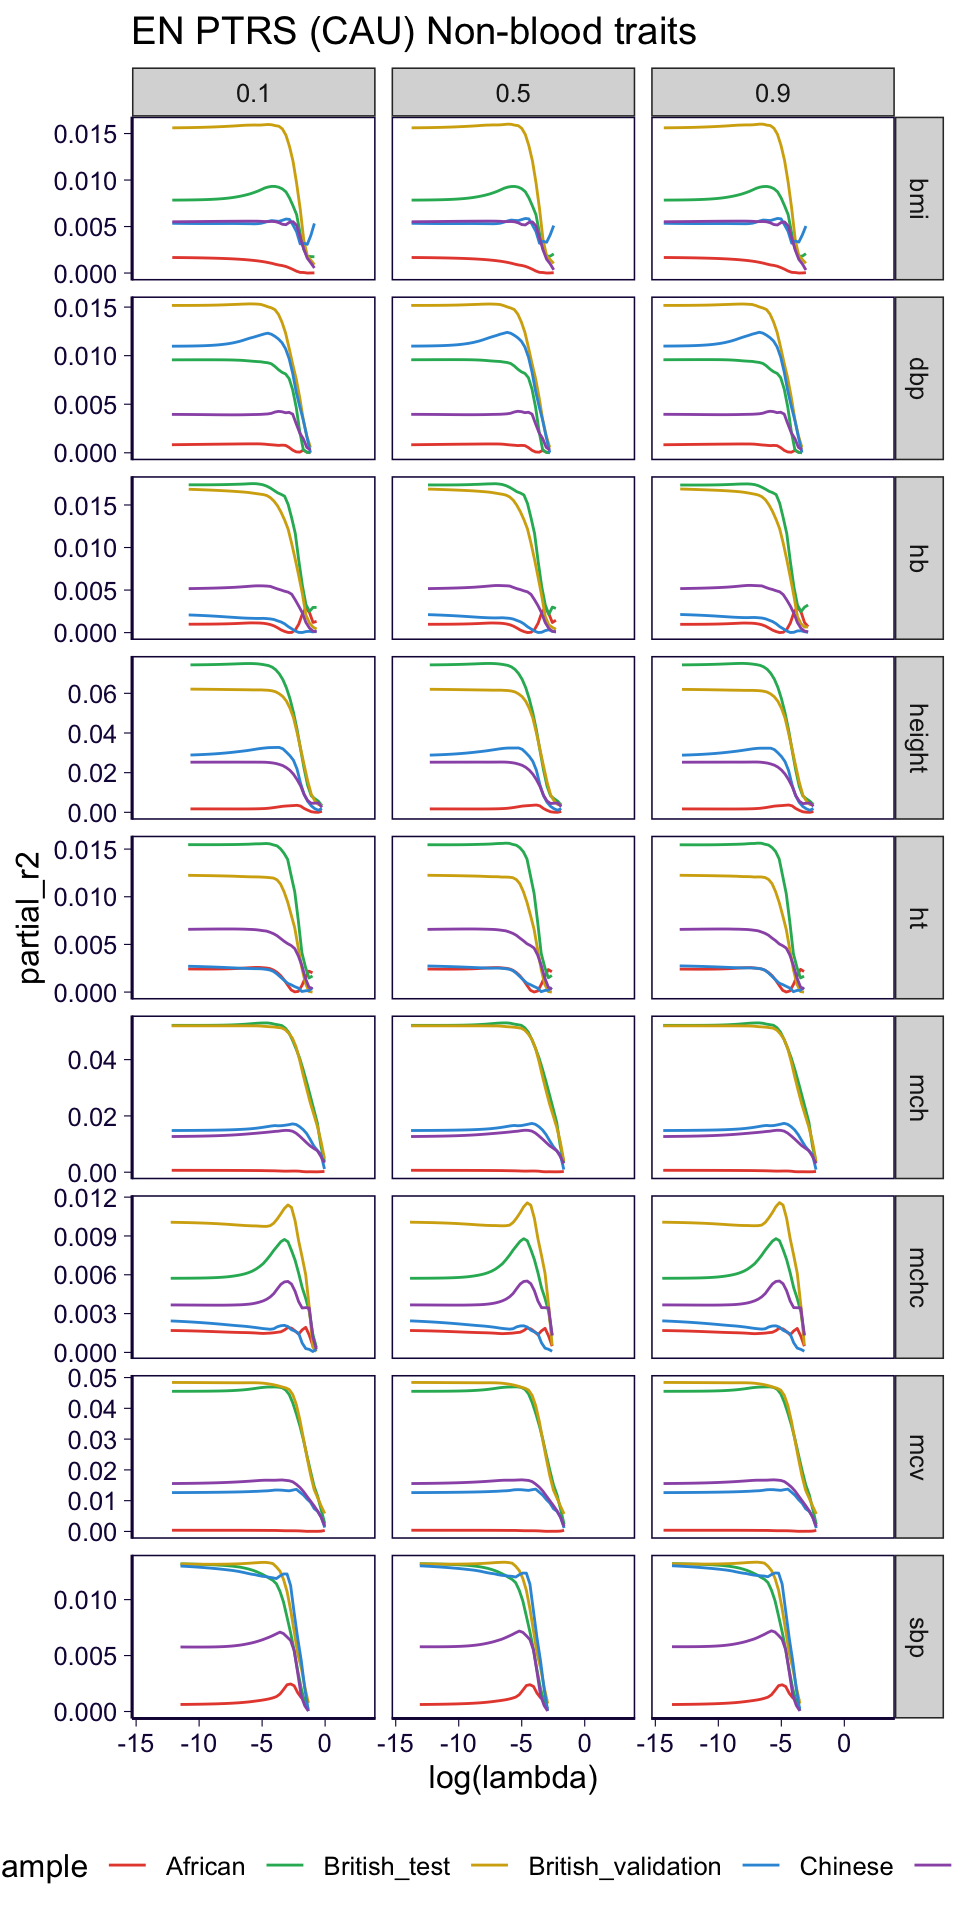 EN PTRS (CAU) Non-blood traits
0.1 0.5 0.9
0.015
0.010
0.005
0.000
bmi
0.015
0.010
0.005
0.000
dbp
0.015
0.010
0.005
0.000
hb
0.06
0.04
0.02
0.00
height
0.015
0.010
0.005
0.000
ht
partial_r2
0.04
0.02
0.00
mch
0.012
0.009
0.006
0.003
0.000
mchc
0.05
0.04
0.03
0.02
0.01
0.00
mcv
0.010
0.005
0.000
sbp
-15 -10 -5 0 -15 -10 -5 0 -15 -10 -5 0
log(lambda)
ample African British_test British_validation Chinese